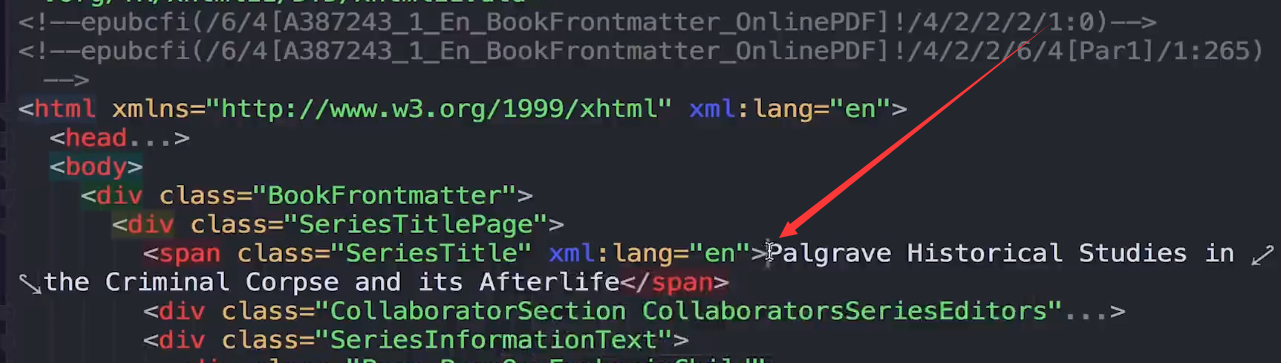 <!--epubcfi(/6/4[A387243_1_En_BookFrontmatter_OnlinePDF]!/4/2/2/2/1:0)-->
<!--epubcfi(/6/4[A387243_1_En_BookFrontmatter_OnlinePDF]!/4/2/2/6/4[Par1]/1:265)
-->
<html xmlns="http://www.w3.org/1999/xhtml" xml:lang="en">
<head...>
<body>
<div class="BookFrontmatter">
<div class="SeriesTitlePage">
<span class="SeriesTitle" xml:lang="en">Palgrave Historical Studies in
the Criminal Corpse and its Afterlife</span>
<div class="CollaboratorSection CollaboratorsSeriesEditors"...>
<div class="SeriesInformationText">